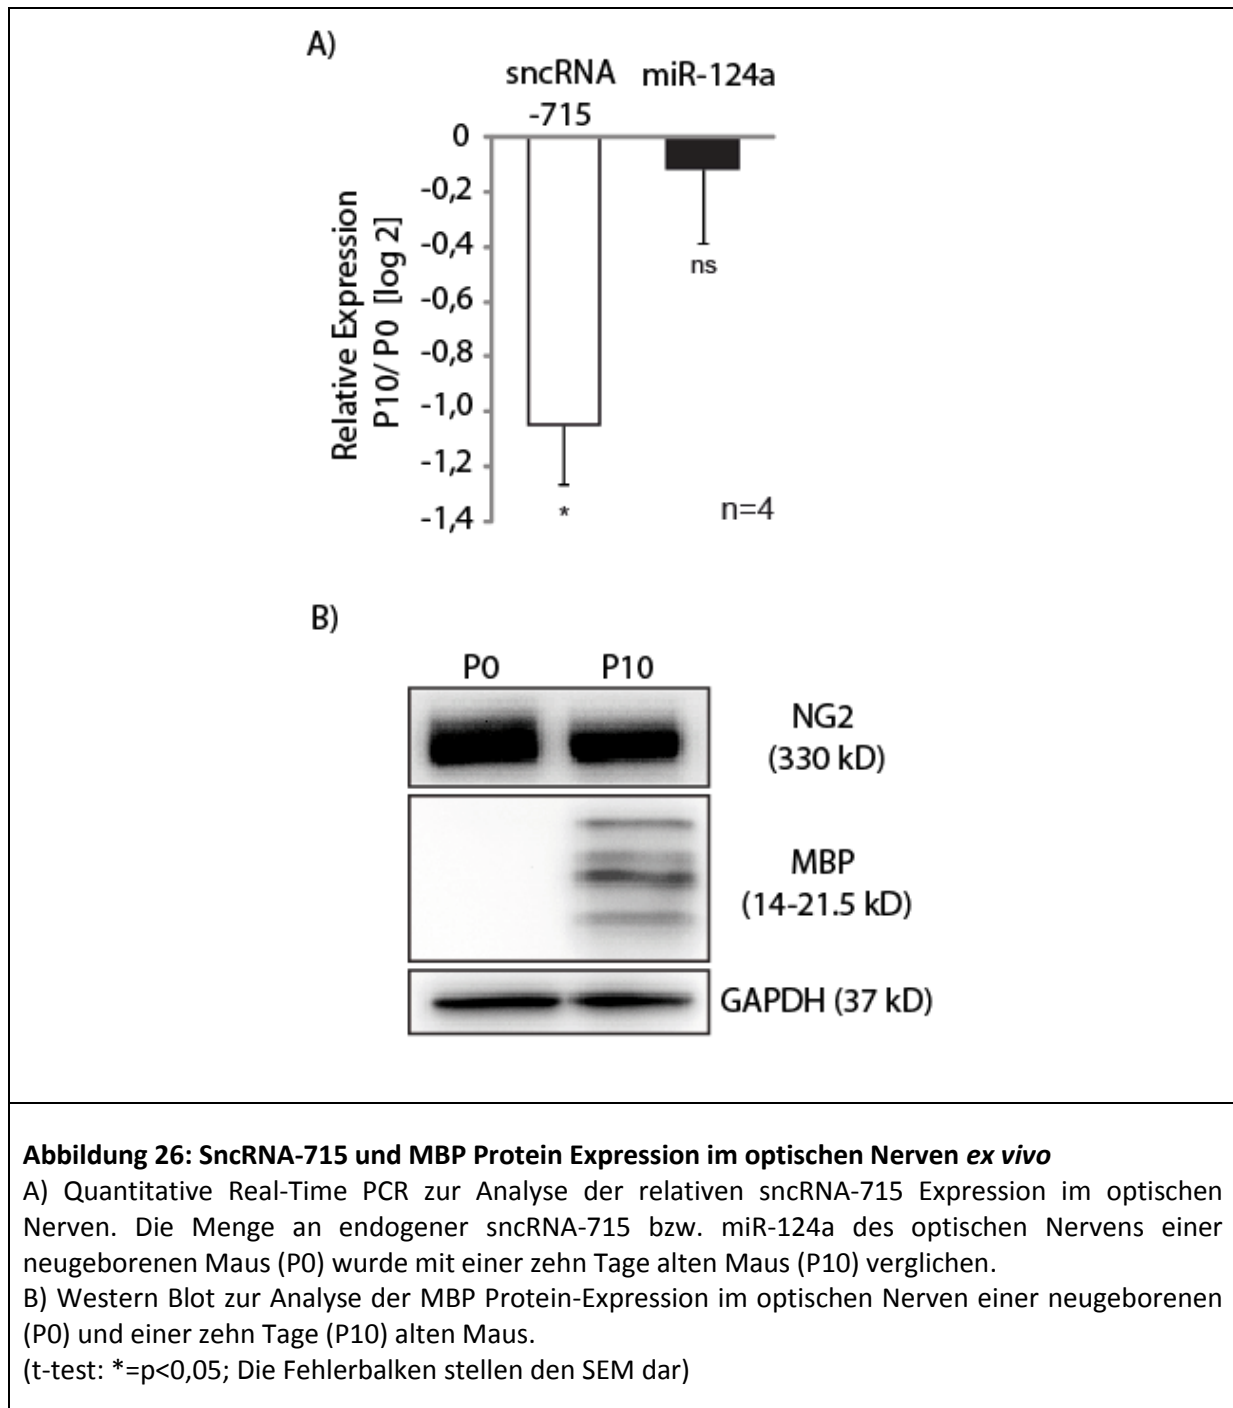 A)
sncRNA
-715
miR-124a
0
-0,2
-0,4
-0,6
-0,8
-1,0
-1,2
-1,4
Relative Expression
P10/ P0 [log 2]
ns
*
n=4
B)
P0 P10
NG2
(330 kD)
MBP
(14-21.5 kD)
GAPDH (37 kD)
Abbildung 26: SncRNA-715 und MBP Protein Expression im optischen Nerven ex vivo
A) Quantitative Real-Time PCR zur Analyse der relativen sncRNA-715 Expression im optischen
Nerven. Die Menge an endogener sncRNA-715 bzw. miR-124a des optischen Nervens einer
neugeborenen Maus (P0) wurde mit einer zehn Tage alten Maus (P10) verglichen.
B) Western Blot zur Analyse der MBP Protein-Expression im optischen Nerven einer neugeborenen
(P0) und einer zehn Tage (P10) alten Maus.
(t-test: *=p<0,05; Die Fehlerbalken stellen den SEM dar)